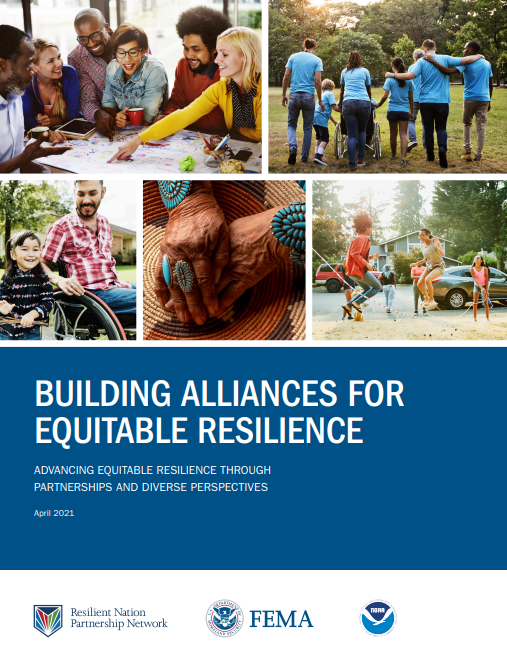 BUILDING ALLIANCES FOR
EQUITABLE RESILIENCE
ADVANCING EQUITABLE RESILIENCE THROUGH
PARTNERSHIPS AND DIVERSE PERSPECTIVES
April 2021
Resilient Nation
Partnership Network
FEMA
NOAA